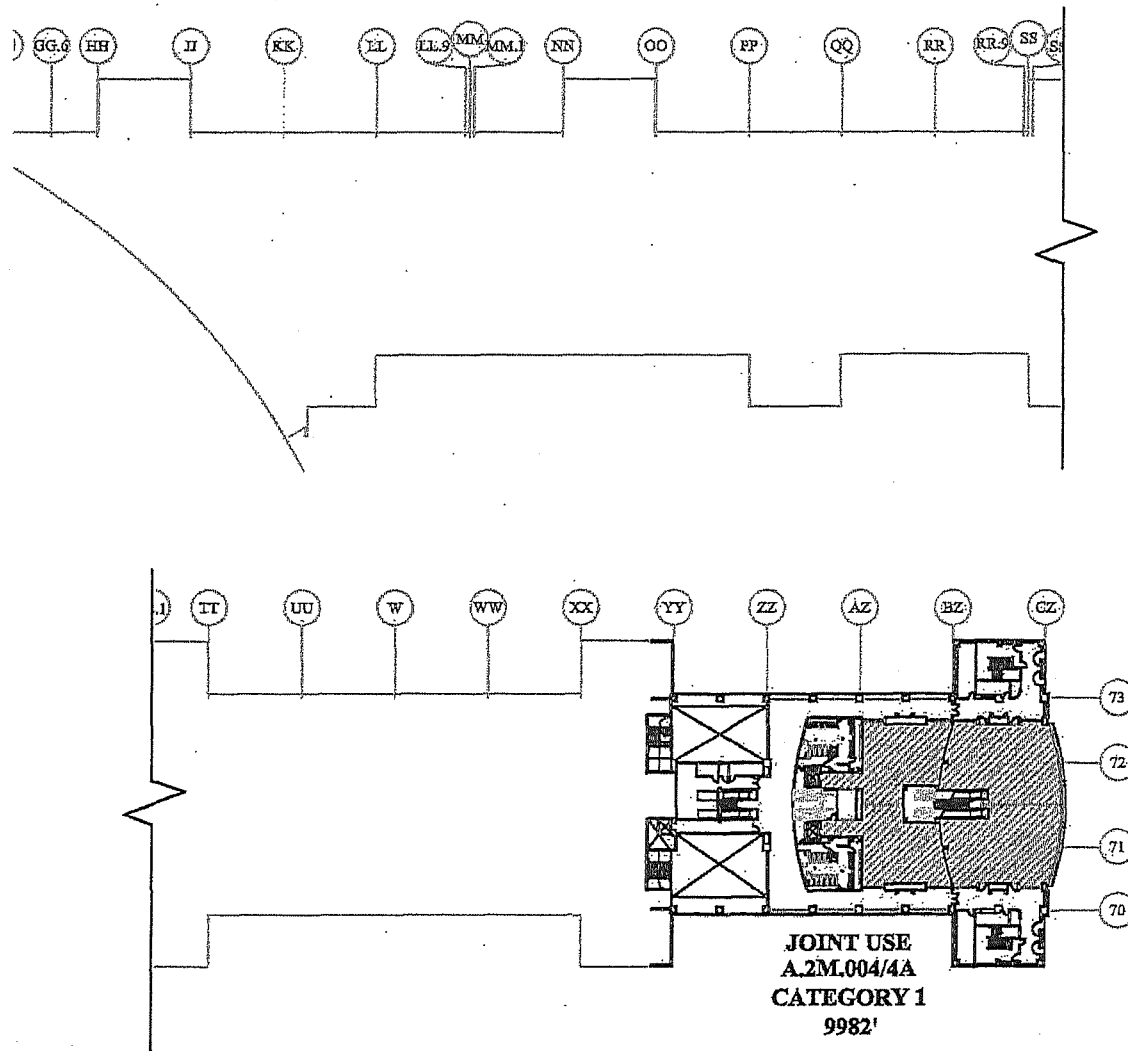 GG.6 HH JJ KK LL LL.9 MM MM.1 NN OO PP QQ RR RR.9 SS
.1 TT UU W WW XX YY ZZ AZ BZ CZ
73
72
71
70
JOINT USE
A.2M.004/4A
CATEGORY 1
9982'